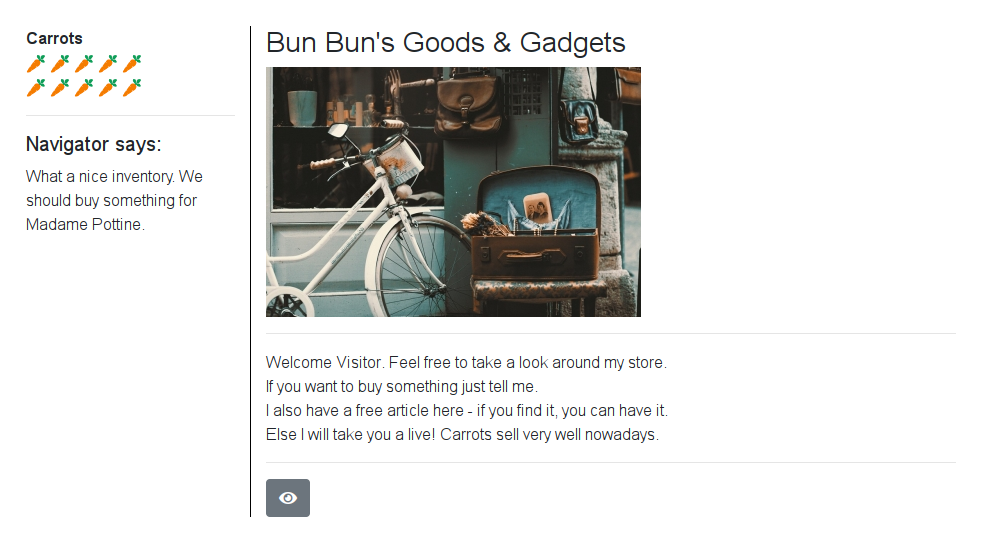 Carrots
Navigator says:
What a nice inventory. We
should buy something for
Madame Pottine.
Bun Bun's Goods & Gadgets
Welcome Visitor. Feel free to take a look around my store.
If you want to buy something just tell me.
I also have a free article here - if you find it, you can have it.
Else I will take you a live! Carrots sell very well nowadays.